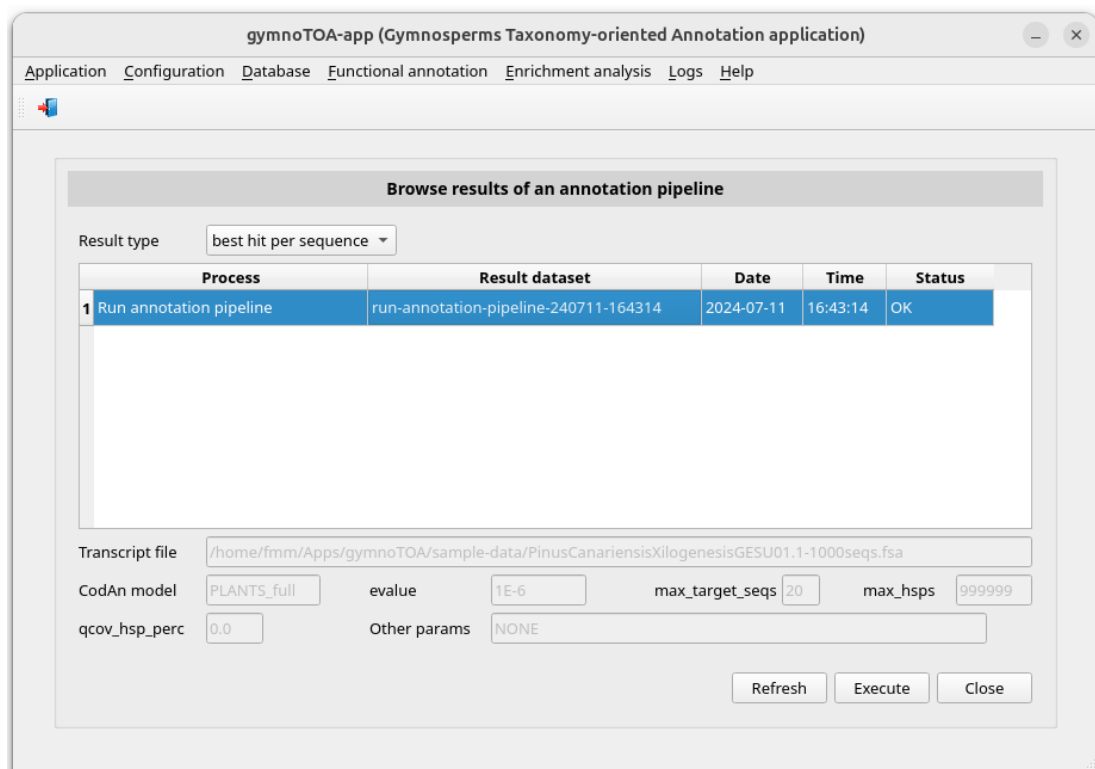 gymnoTOA-app (Gymnosperms Taxonomy-oriented Annotation application)
Application Configuration Database Functional annotation Enrichment analysis Logs Help
Browse results of an annotation pipeline
Result type best hit per sequence
Process Result dataset Date Time Status
1 Run annotation pipeline run-annotation-pipeline-240711-164314 2024-07-11 16:43:14 OK
Transcript file /home/fmm/Apps/gymnoTOA/sample-data/PinusCanariensisXilogenesisGESU01.1-1000seqs.fsa
CodAn model PLANTS_full evalue 1E-6 max_target_seqs 20 max_hsps 999999
qcov_hsp_perc 0.0 Other params NONE
Refresh Execute Close